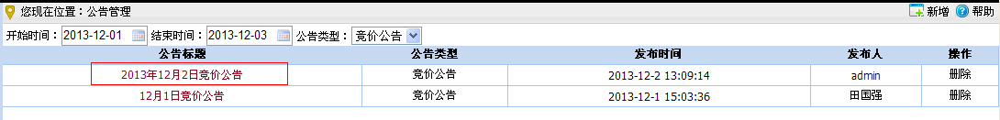 您现在位置：公告管理 新增 帮助
开始时间：2013-12-01 结束时间：2013-12-03 公告类型：竞价公告
公告标题 公告类型 发布时间 发布人 操作
2013年12月2日竞价公告 竞价公告 2013-12-2 13:09:14 admin 删除
12月1日竞价公告 竞价公告 2013-12-1 15:03:36 田国强 删除